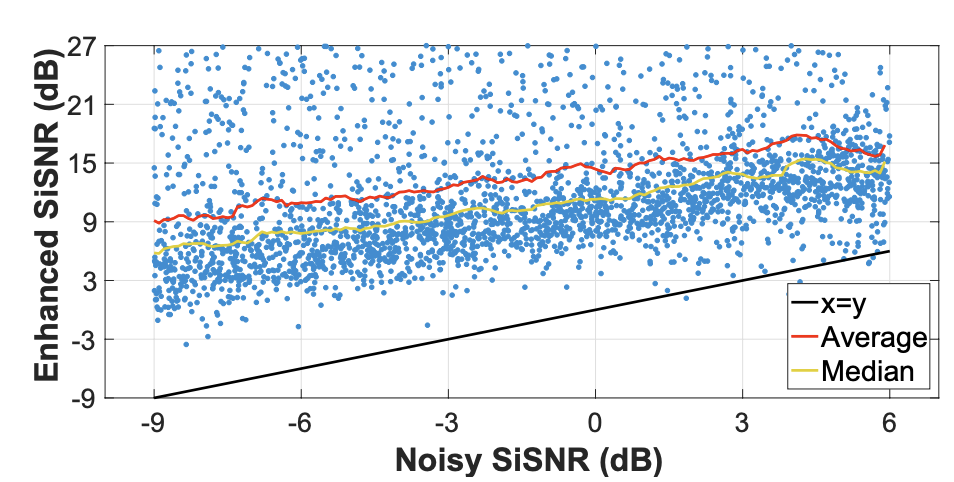 Enhanced SiSNR (dB)
27
21
15
9
3
-3
-9
x=y
Average
Median
-9 -6 -3 0 3 6
Noisy SiSNR (dB)